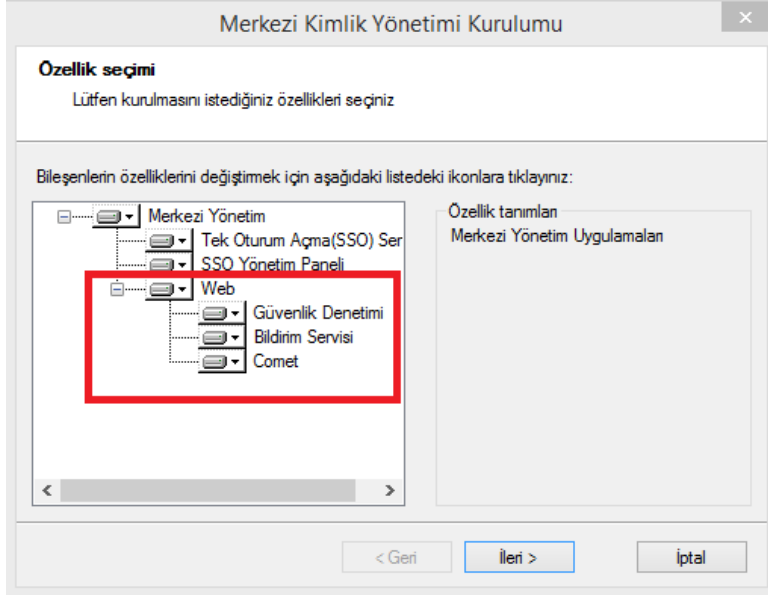 Merkezi Kimlik Yönetimi Kurulumu
Özellik seçimi
Lütfen kurulmasını istediğiniz özellikleri seçiniz
Bileşenlerin özelliklerini değiştirmek için aşağıdaki listedeki ikonlara tıklayınız:
Merkezi Yönetim
Tek Oturum Açma(SSO) Ser
SSO Yönetim Paneli
Web
Güvenlik Denetimi
Bildirim Servisi
Comet
Özellik tanımları
Merkezi Yönetim Uygulamaları
< Geri
İleri >
İptal